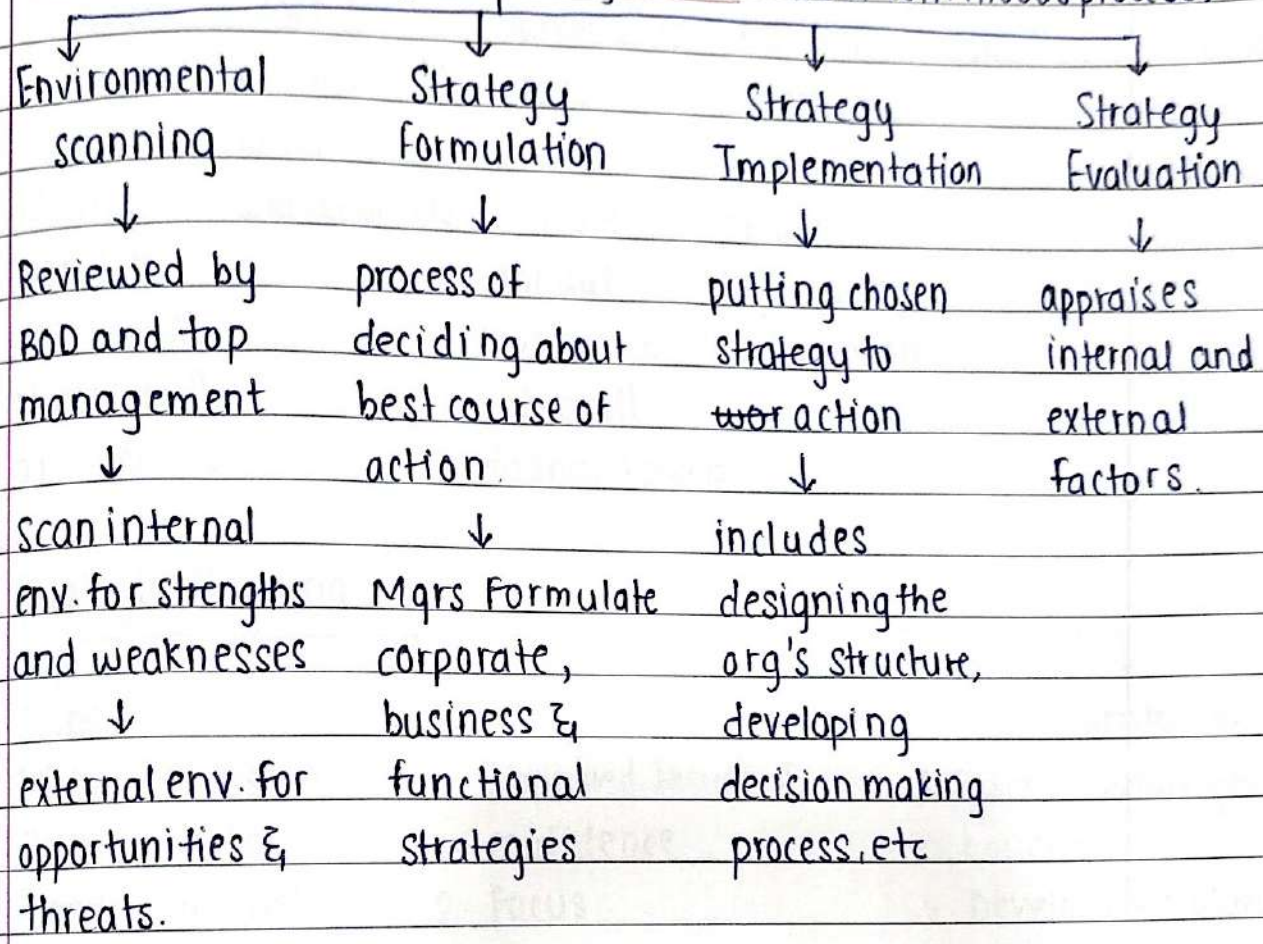 Environmental
scanning
Reviewed by
BOD and top
management
scan internal
env. for strengths
and weaknesses
external env. for
opportunities &
threats.
Strategy
Formulation
process of
deciding about
best course of
action.
Mgrs Formulate
corporate,
business &
functional
strategies
Strategy
Implementation
putting chosen
strategy to
wor action
includes
designing the
org's structure,
developing
decision making
process, etc
Strategy
Evaluation
appraises
internal and
external
factors.